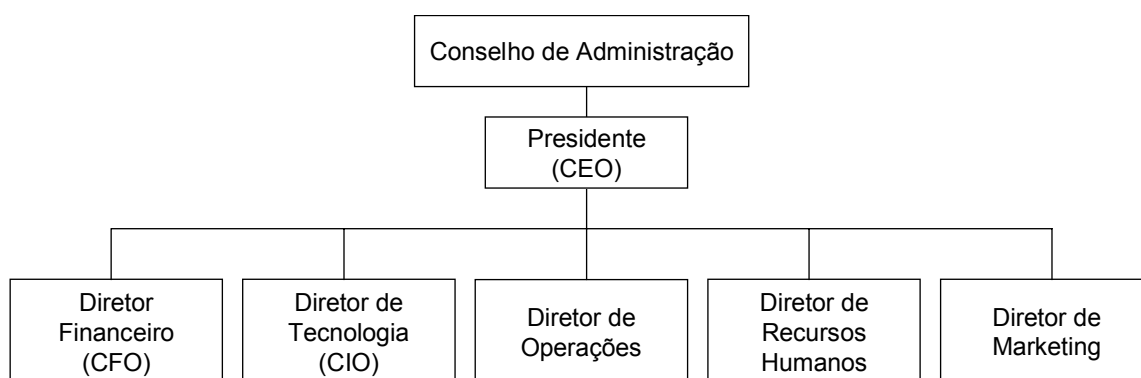 Conselho de Administração
Presidente
(CEO)
Diretor
Financeiro
(CFO)
Diretor de
Tecnologia
(CIO)
Diretor de
Operações
Diretor de
Recursos
Humanos
Diretor de
Marketing